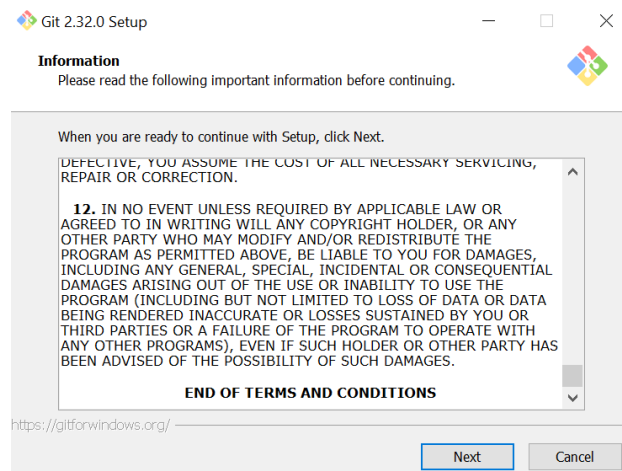 Git 2.32.0 Setup
Information
Please read the following important information before continuing.
When you are ready to continue with Setup, click Next.
DEFECTIVE, YOU ASSUME THE COST OF ALL NECESSARY SERVICING,
REPAIR OR CORRECTION.
12. IN NO EVENT UNLESS REQUIRED BY APPLICABLE LAW OR
AGREED TO IN WRITING WILL ANY COPYRIGHT HOLDER, OR ANY
OTHER PARTY WHO MAY MODIFY AND/OR REDISTRIBUTE THE
PROGRAM AS PERMITTED ABOVE, BE LIABLE TO YOU FOR DAMAGES,
INCLUDING ANY GENERAL, SPECIAL, INCIDENTAL OR CONSEQUENTIAL
DAMAGES ARISING OUT OF THE USE OR INABILITY TO USE THE
PROGRAM (INCLUDING BUT NOT LIMITED TO LOSS OF DATA OR DATA
BEING RENDERED INACCURATE OR LOSSES SUSTAINED BY YOU OR
THIRD PARTIES OR A FAILURE OF THE PROGRAM TO OPERATE WITH
ANY OTHER PROGRAMS), EVEN IF SUCH HOLDER OR OTHER PARTY HAS
BEEN ADVISED OF THE POSSIBILITY OF SUCH DAMAGES.
END OF TERMS AND CONDITIONS
https://gitforwindows.org/
Next Cancel